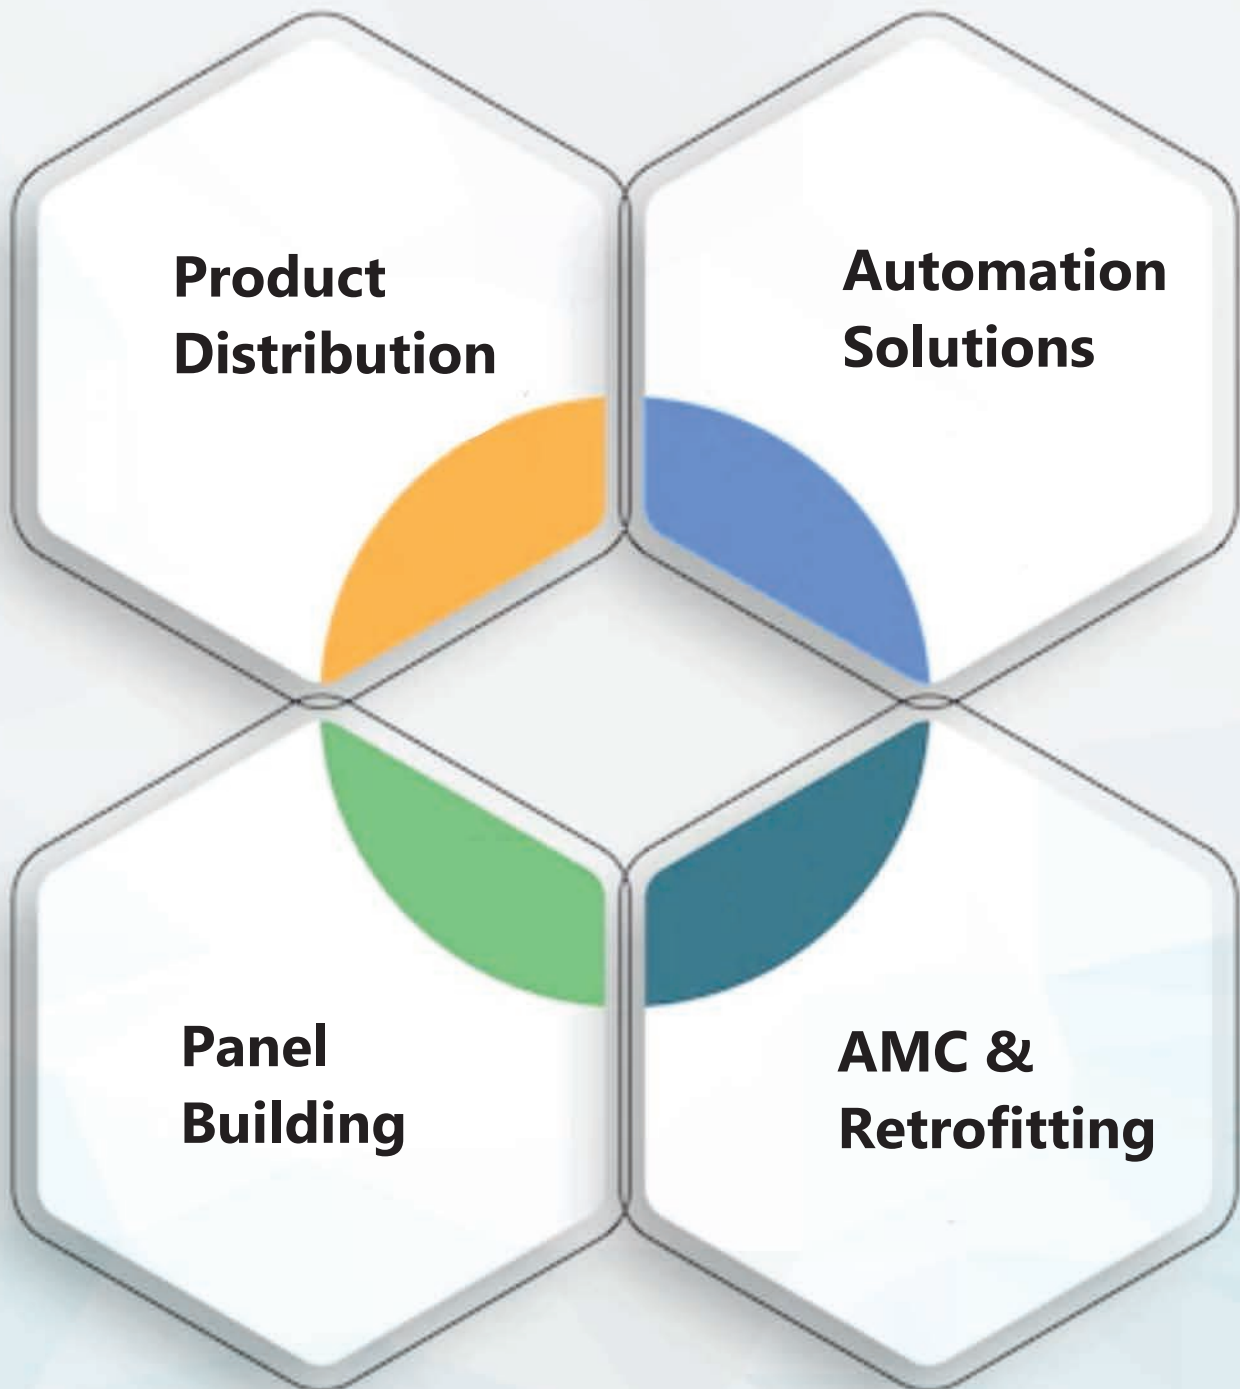 Product
Distribution
Automation
Solutions
Panel
Building
AMC &
Retrofitting